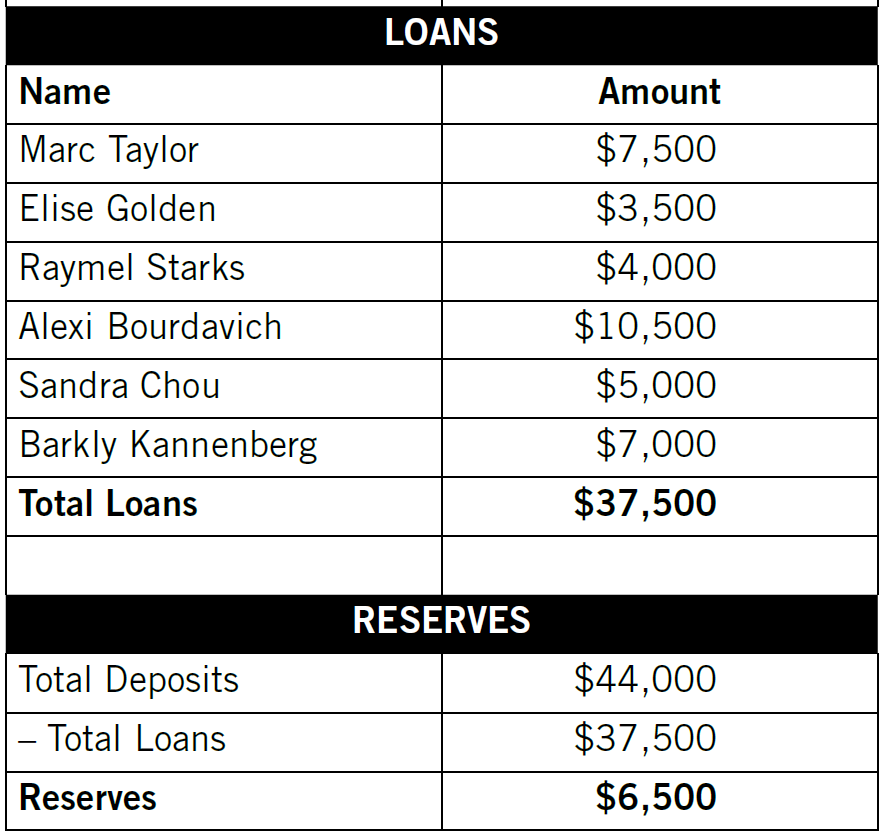 LOANS
Name Amount
Marc Taylor $7,500
Elise Golden $3,500
Raymel Starks $4,000
Alexi Bourdavich $10,500
Sandra Chou $5,000
Barkly Kannenberg $7,000
Total Loans $37,500
RESERVES
Total Deposits $44,000
– Total Loans $37,500
Reserves $6,500